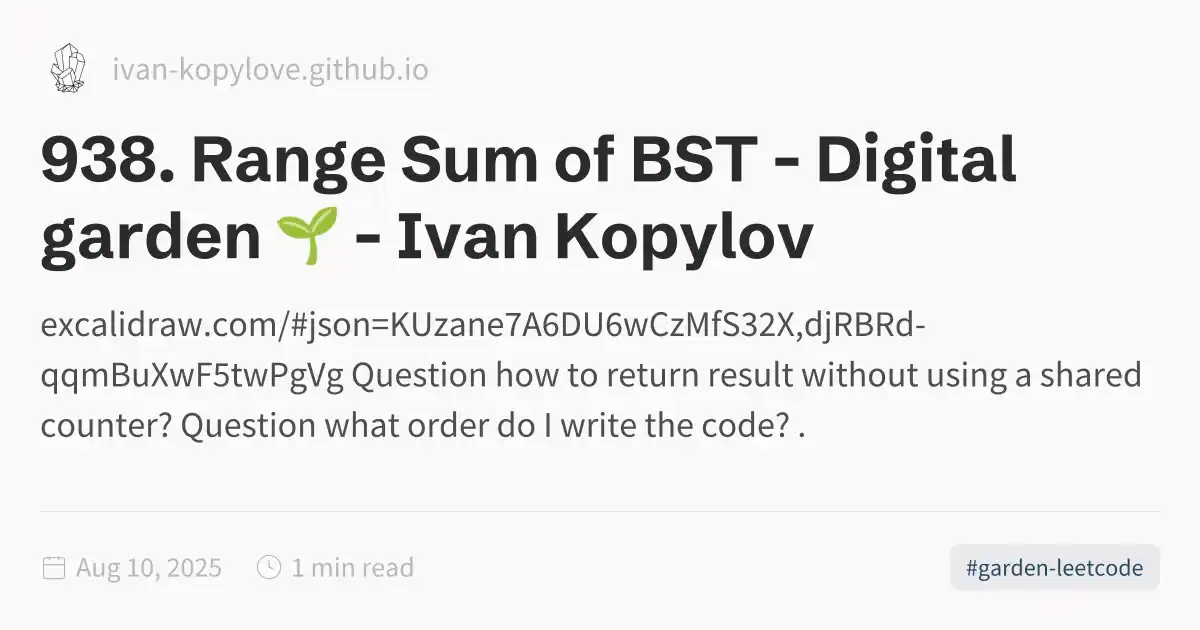 ivan-kopylove.github.io
938. Range Sum of BST - Digital
garden 🌱 - Ivan Kopylov
excalidraw.com/#json=KUzane7A6DU6wCzMfS32X,djRBRd-
qqmBuXwF5twPgVg Question how to return result without using a shared
counter? Question what order do I write the code? .
Aug 10, 2025
1 min read
#garden-leetcode